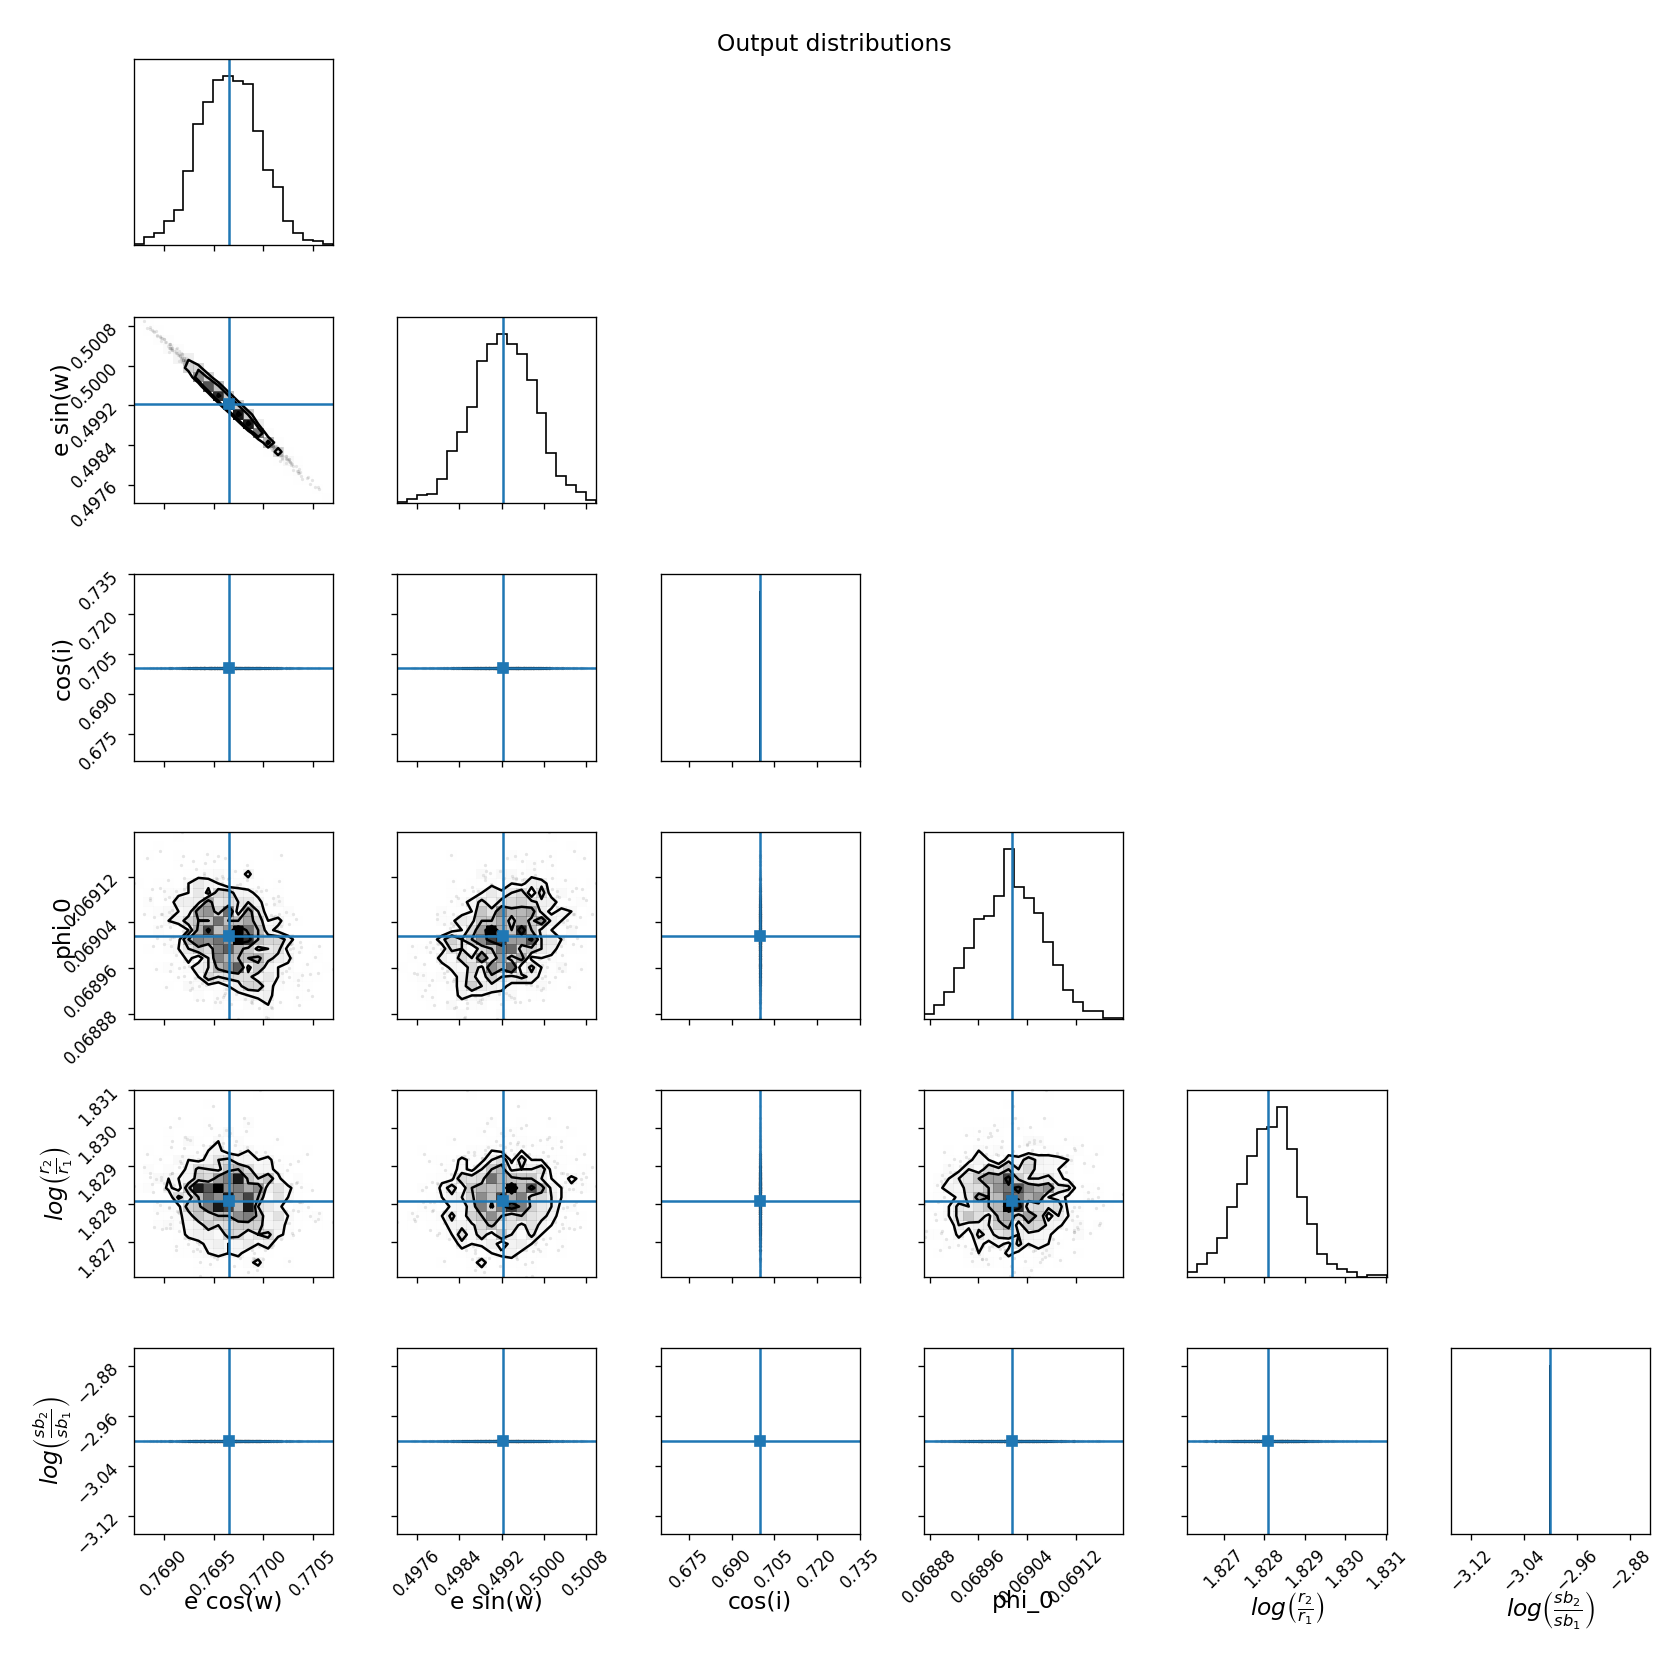 Output distributions
e sin(w)
0.5008
0.5000
0.4992
0.4984
0.4976
cos(i)
0.735
0.720
0.705
0.690
0.675
phi_0
0.06912
0.06904
0.06896
0.06888
log(r2/r1)
1.831
1.830
1.829
1.828
1.827
log(sb2/sb1)
−2.88
−2.96
−3.04
−3.12
0.7690 0.7695 0.7700 0.7705
0.4976 0.4984 0.4992 0.5000 0.5008
0.675 0.690 0.705 0.720 0.735
0.06888 0.06896 0.06904 0.06912
1.827 1.828 1.829 1.830 1.831
−3.12 −3.04 −2.96 −2.88
e cos(w)
e sin(w)
cos(i)
phi_0
log(r2/r1)
log(sb2/sb1)